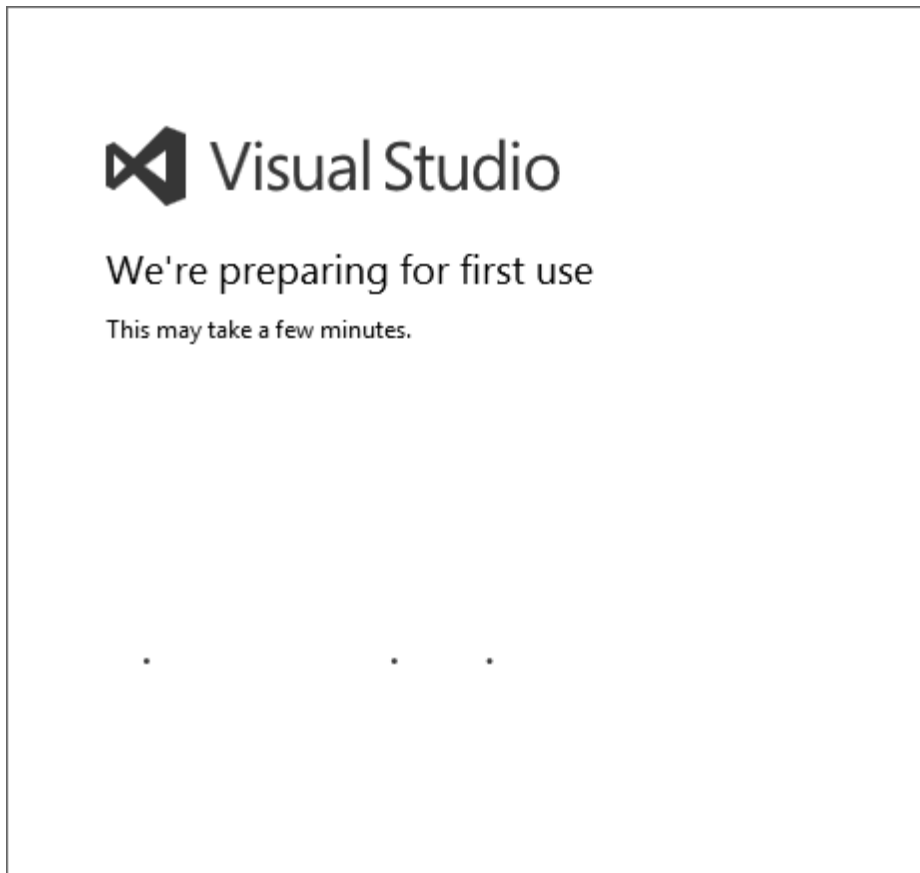 Visual Studio
We're preparing for first use
This may take a few minutes.